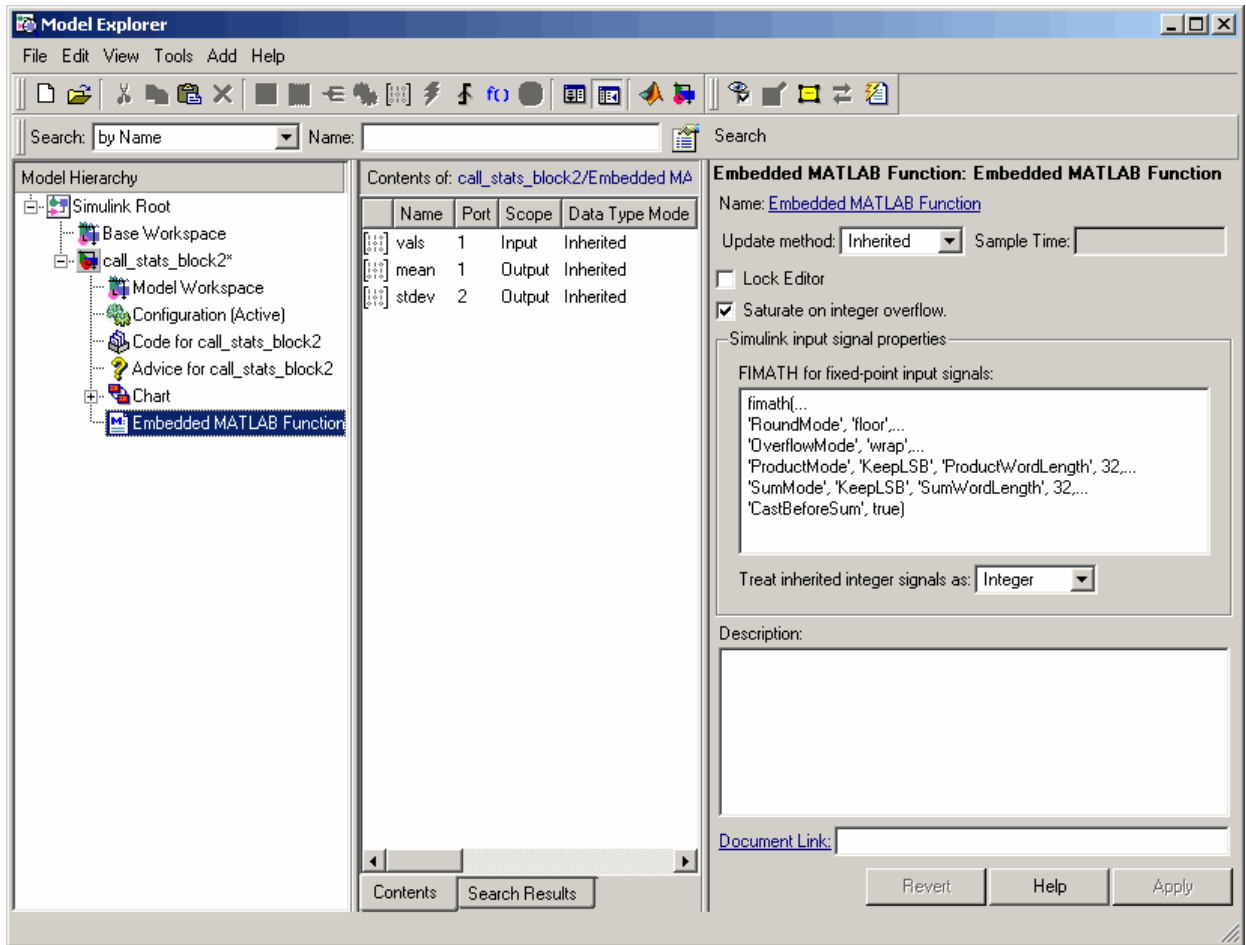 Model Explorer
File Edit View Tools Add Help
f()
Search: by Name Name: Search
Model Hierarchy
Simulink Root
Base Workspace
call_stats_block2*
Model Workspace
Configuration (Active)
Code for call_stats_block2
Advice for call_stats_block2
Chart
Embedded MATLAB Function
Contents of: call_stats_block2/Embedded MA
Name Port Scope Data Type Mode
vals 1 Input Inherited
mean 1 Output Inherited
stdev 2 Output Inherited
Contents Search Results
Embedded MATLAB Function: Embedded MATLAB Function
Name: Embedded MATLAB Function
Update method: Inherited Sample Time:
Lock Editor
Saturate on integer overflow.
Simulink input signal properties
FIMATH for fixed-point input signals:
fimath(...
'RoundMode', 'floor',...
'OverflowMode', 'wrap',...
'ProductMode', 'KeepLSB', 'ProductWordLength', 32,...
'SumMode', 'KeepLSB', 'SumWordLength', 32,...
'CastBeforeSum', true)
Treat inherited integer signals as: Integer
Description:
Document Link:
Revert Help Apply